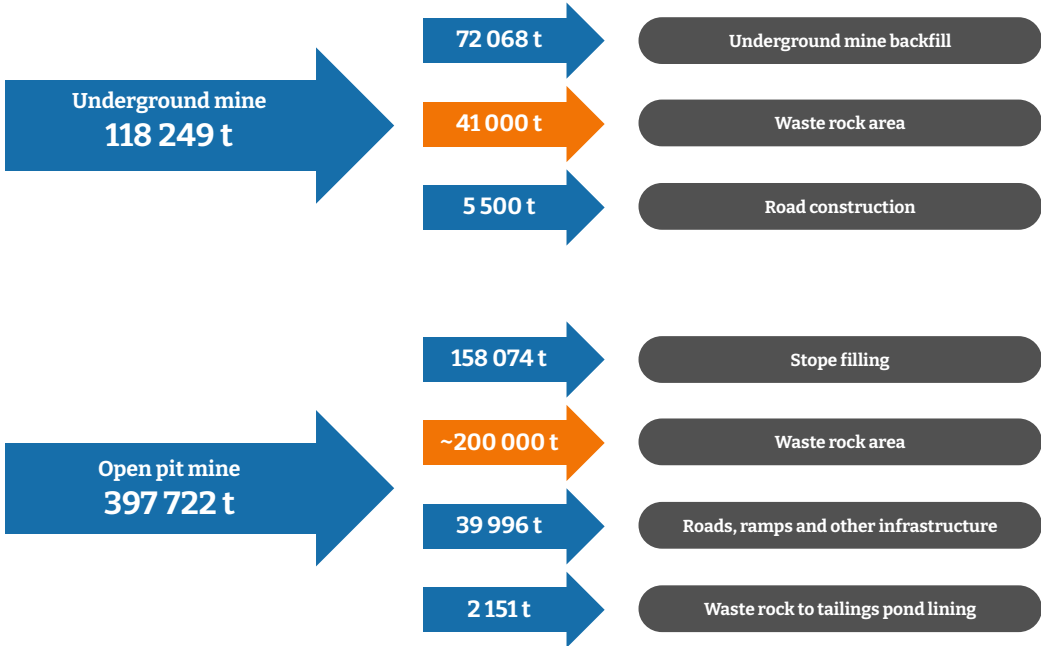 72 068 t
Underground mine backfill
Underground mine
118 249 t
41 000 t
Waste rock area
5 500 t
Road construction
158 074 t
Stope filling
Open pit mine
397 722 t
~200 000 t
Waste rock area
39 996 t
Roads, ramps and other infrastructure
2 151 t
Waste rock to tailings pond lining